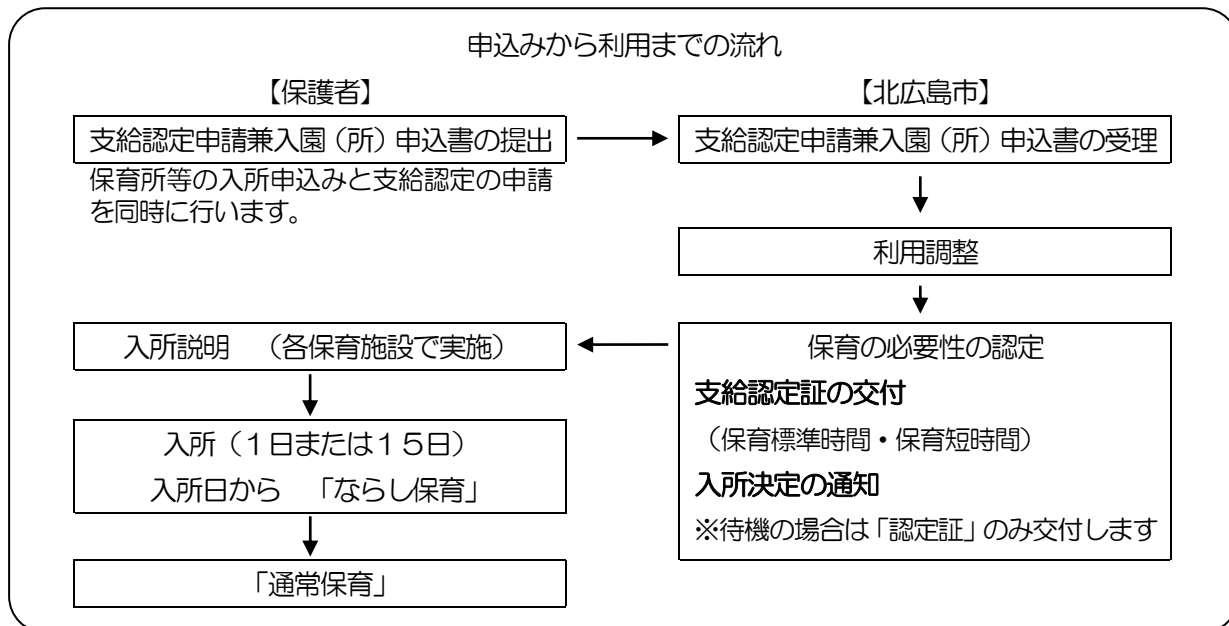 申込みから利用までの流れ
【保護者】
【北広島市】
支給認定申請兼入園（所）申込書の提出
支給認定申請兼入園（所）申込書の受理
保育所等の入所申込みと支給認定の申請
を同時に行います。
利用調整
入所説明　（各保育施設で実施）
保育の必要性の認定
支給認定証の交付
（保育標準時間・保育短時間）
入所決定の通知
※待機の場合は「認定証」のみ交付します
入所（１日または１５日）
入所日から　「ならし保育」
「通常保育」